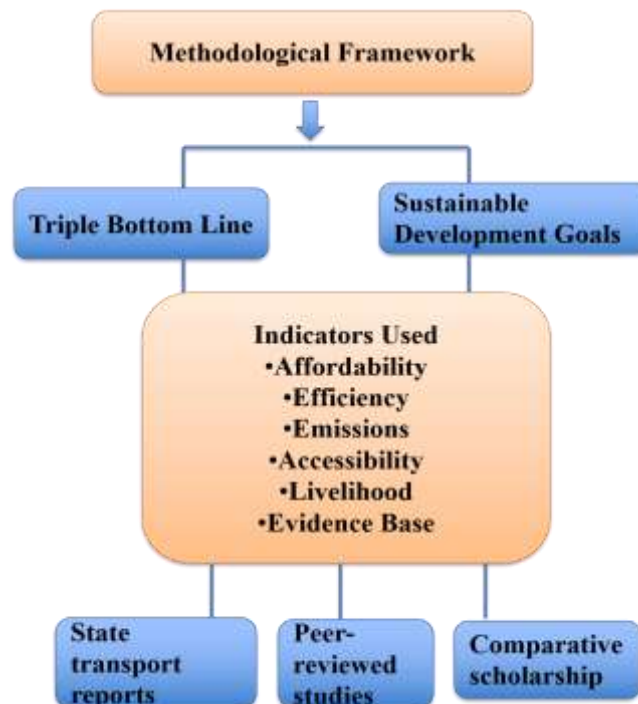 Methodological Framework
Triple Bottom Line
Sustainable
Development Goals
Indicators Used
•Affordability
•Efficiency
•Emissions
•Accessibility
•Livelihood
•Evidence Base
State
transport
reports
Peer-
reviewed
studies
Comparative
scholarship